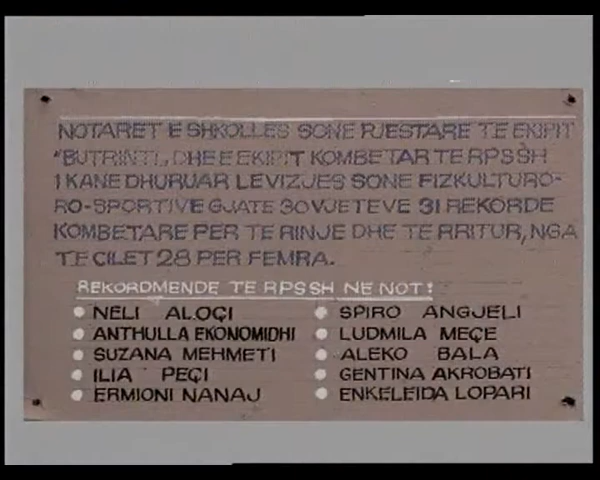 NOTARET E SHKOLLES SONE PJESTARE TE EKIPIT
"BUTRINTI, DHE E EKIPIT KOMBETAR TE RPSSH
I KANE DHURUAR LEVIZJES SONE FIZKULTURO-
RO-SPORTIVE GJATE 30 VJETEVE 31 REKORDE
KOMBETARE PER TE RINJE DHE TE RRITUR, NGA
TE CILET 28 PER FEMRA.
REKORDMENDE TE RPSSH NE NOT!
NELI ALOÇI
ANTHULLA EKONOMIDHI
SUZANA MEHMETI
ILIA PEÇI
ERMIONI NANAJ
SPIRO ANGJELI
LUDMILA MEÇE
ALEKO BALA
GENTINA AKROBATI
ENKELEIDA LOPARI